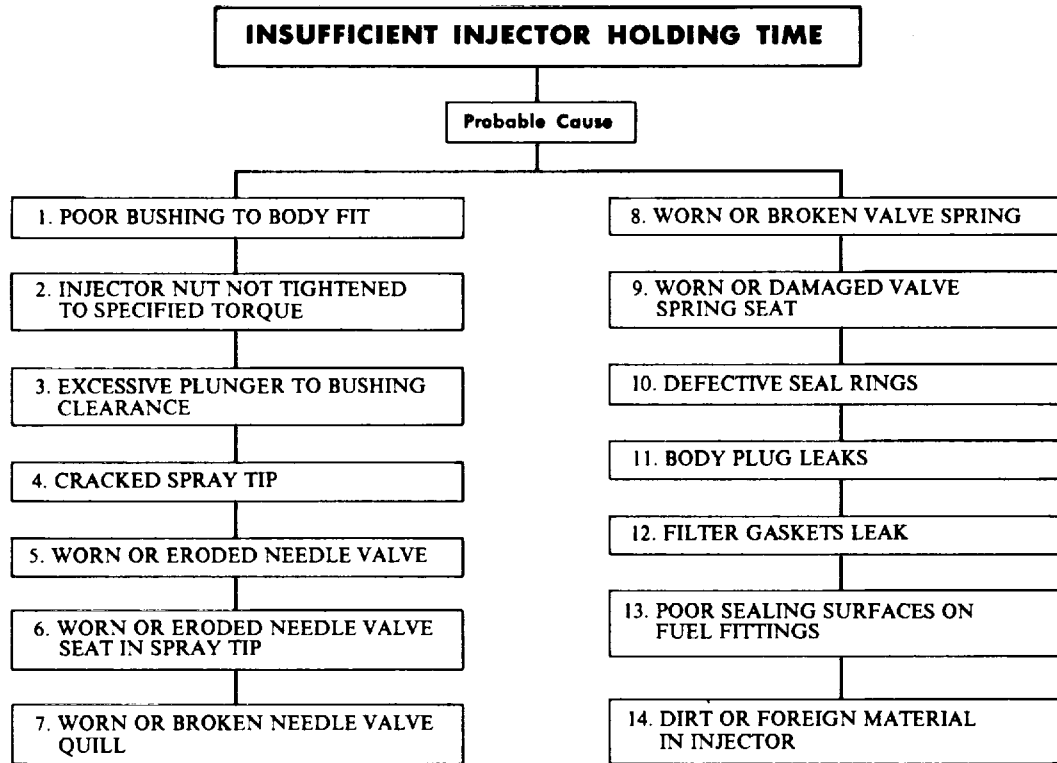 INSUFFICIENT INJECTOR HOLDING TIME
Probable Cause
1. POOR BUSHING TO BODY FIT
2. INJECTOR NUT NOT TIGHTENED
TO SPECIFIED TORQUE
3. EXCESSIVE PLUNGER TO BUSHING
CLEARANCE
4. CRACKED SPRAY TIP
5. WORN OR ERODED NEEDLE VALVE
6. WORN OR ERODED NEEDLE VALVE
SEAT IN SPRAY TIP
7. WORN OR BROKEN NEEDLE VALVE
QUILL
8. WORN OR BROKEN VALVE SPRING
9. WORN OR DAMAGED VALVE
SPRING SEAT
10. DEFECTIVE SEAL RINGS
11. BODY PLUG LEAKS
12. FILTER GASKETS LEAK
13. POOR SEALING SURFACES ON
FUEL FITTINGS
14. DIRT OR FOREIGN MATERIAL
IN INJECTOR